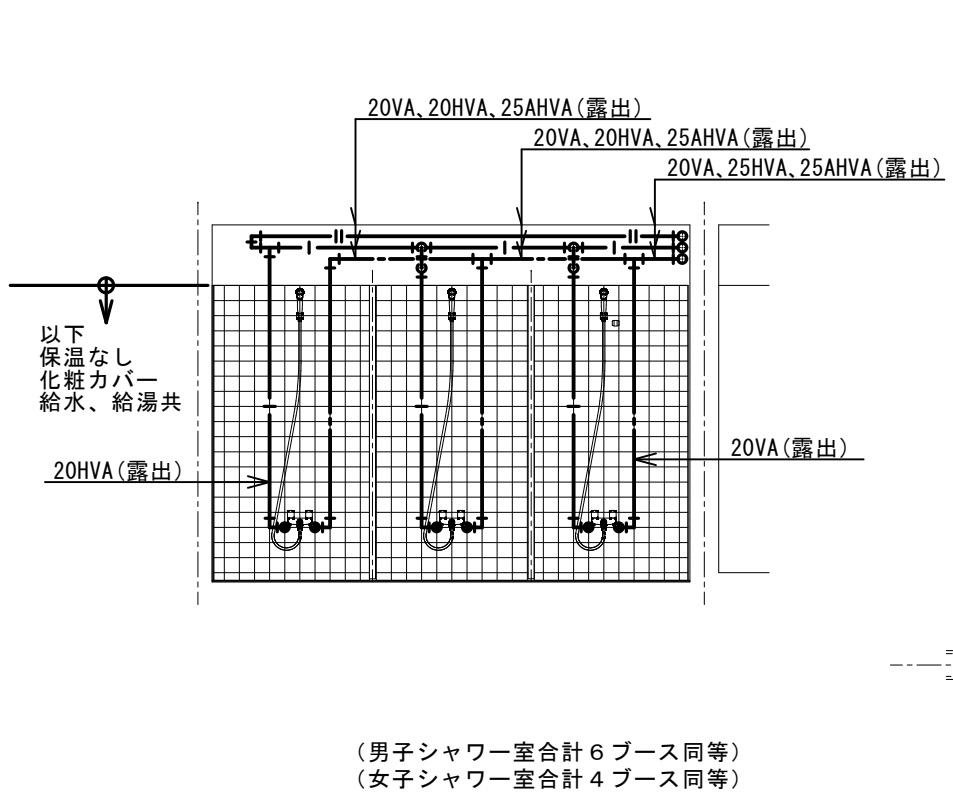 20VA、20HVA、25AHVA(露出)
20VA、20HVA、25AHVA(露出)
20VA、25HVA、25AHVA(露出)
以下
保温なし
化粧カバー
給水、給湯共
20HVA(露出)
20VA(露出)
(男子シャワー室合計６ブース同等)
(女子シャワー室合計４ブース同等)